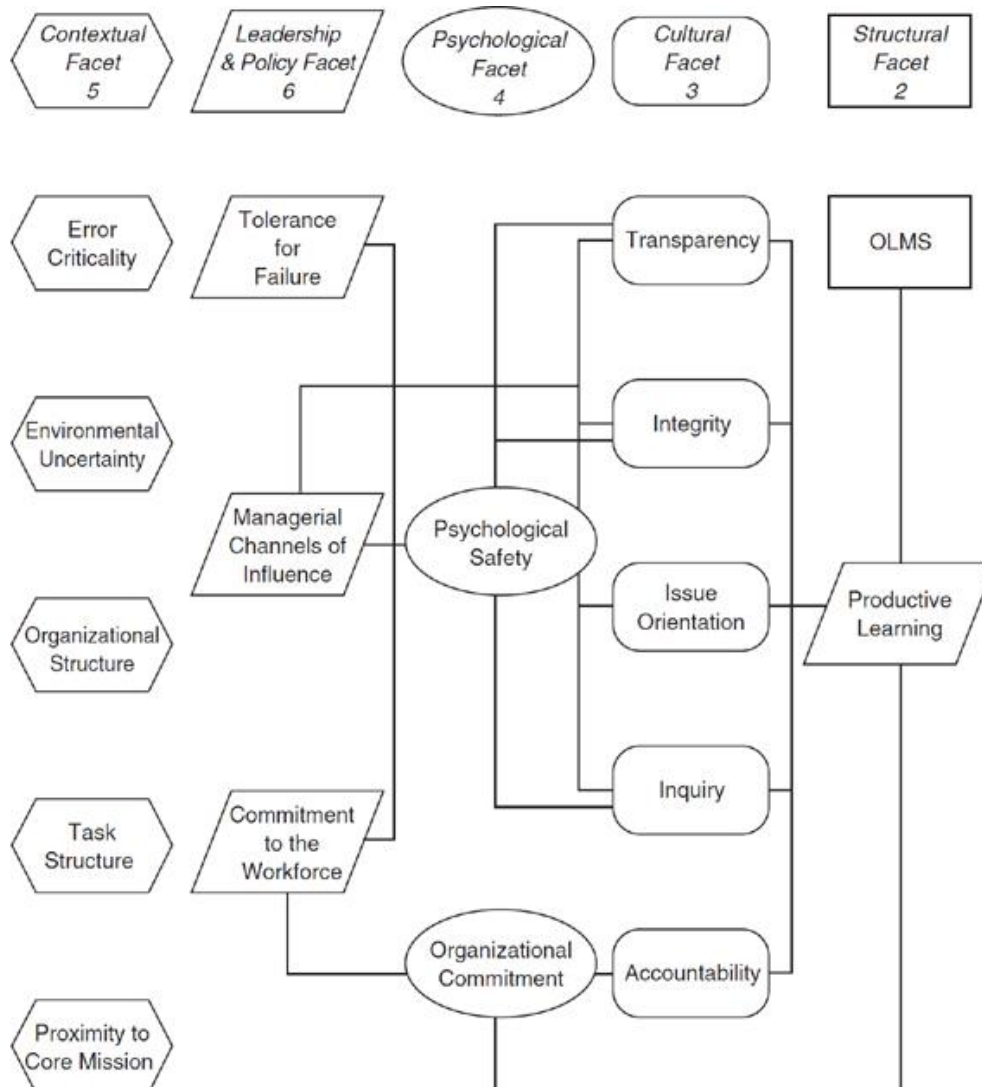 Contextual
Facet
5
Leadership
& Policy Facet
6
Psychological
Facet
4
Cultural
Facet
3
Structural
Facet
2
Error
Criticality
Tolerance
for
Failure
Transparency
OLMS
Environmental
Uncertainty
Integrity
Managerial
Channels of
Influence
Psychological
Safety
Organizational
Structure
Issue
Orientation
Productive
Learning
Task
Structure
Commitment
to the
Workforce
Inquiry
Organizational
Commitment
Accountability
Proximity to
Core Mission